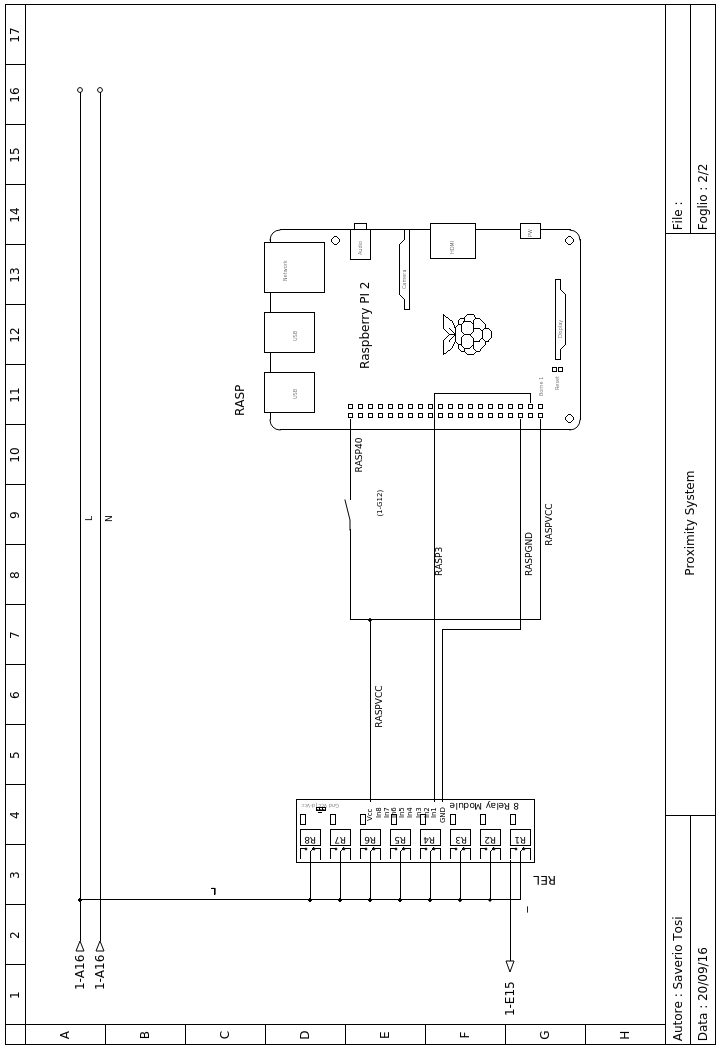 17
16
15
14
13
12
11
10
9
8
7
6
5
4
3
2
1
A
B
C
D
E
F
G
H
L
N
1-A16
1-A16
RASP
Raspberry PI 2
Network
USB
USB
Audio
Camera
HDMI
PW
Display
Borne 1
Reset
RASP40
(1-G12)
RASP3
RASPGND
RASPVCC
RASPVCC
8 Relay Module
Vcc
In8
In7
In6
In5
In4
In3
In2
In1
GND
R8
R7
R6
R5
R4
R3
R2
R1
REL
L
1-E15
File :
Foglio : 2/2
Proximity System
Autore : Saverio Tosi
Data : 20/09/16